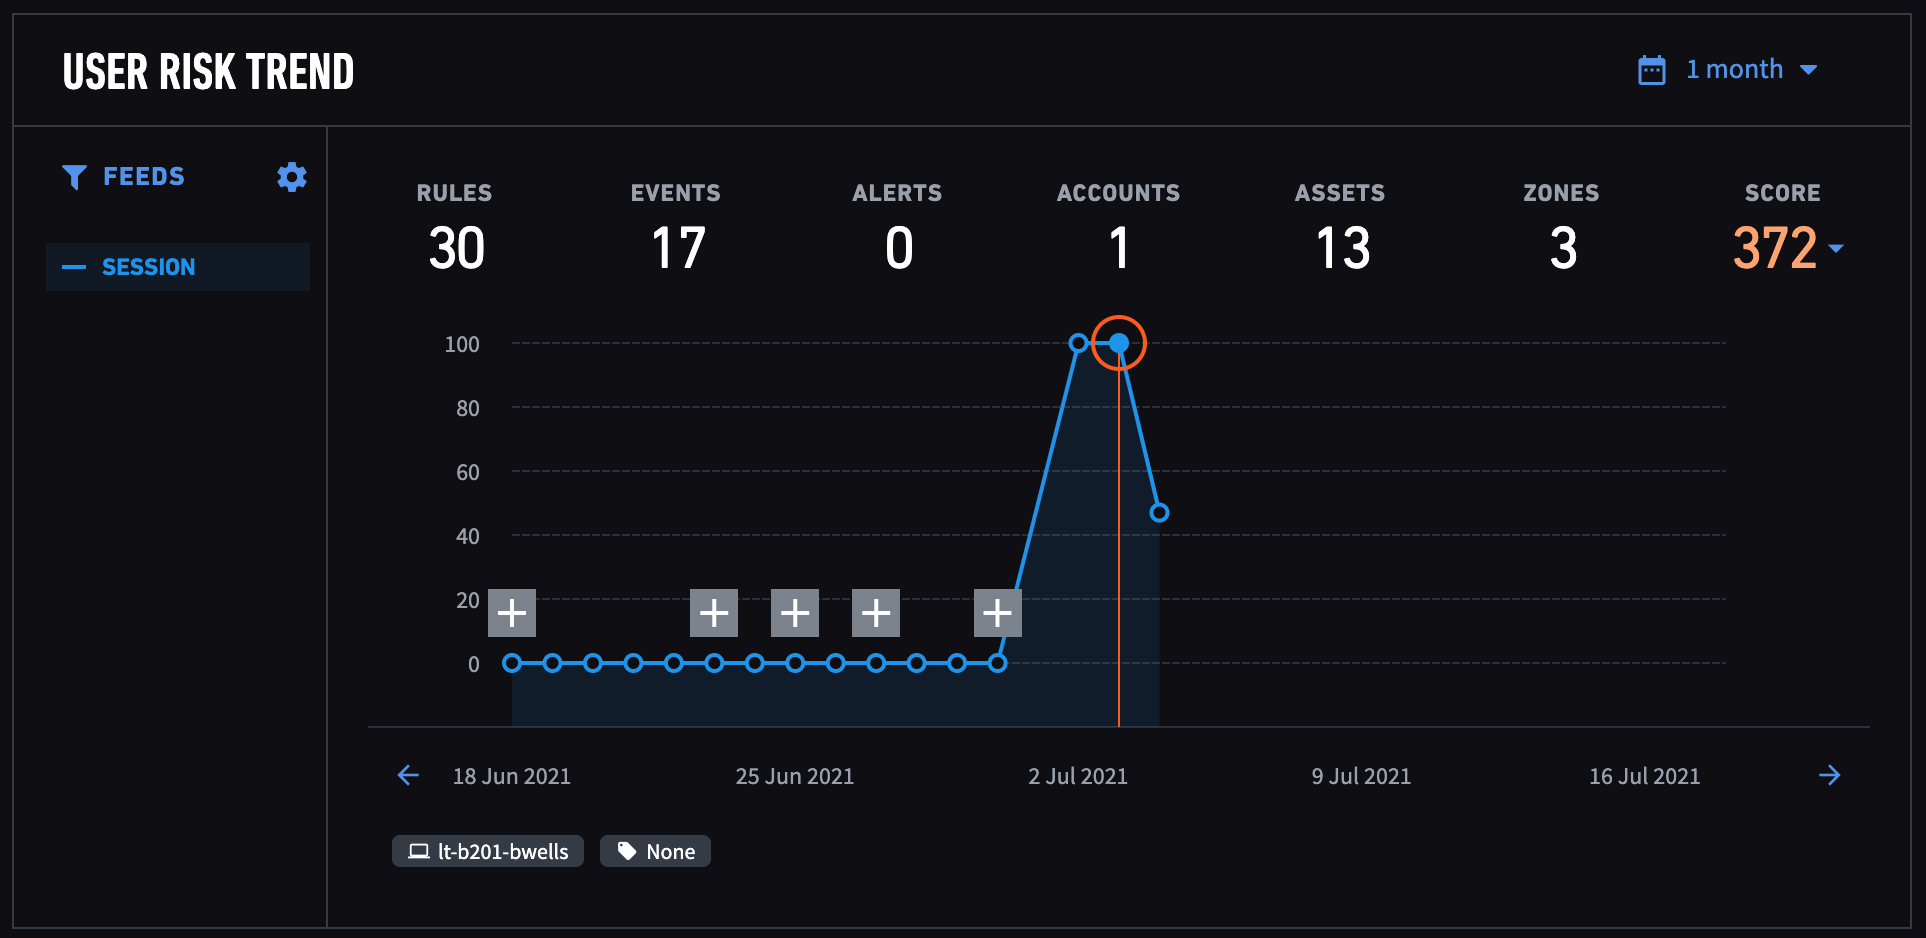 USER RISK TREND
1 month
FEEDS
SESSION
RULES EVENTS ALERTS ACCOUNTS ASSETS ZONES SCORE
30 17 0 1 13 3 372
100
80
60
40
20
0
18 Jun 2021 25 Jun 2021 2 Jul 2021 9 Jul 2021 16 Jul 2021
lt-b201-bwells None